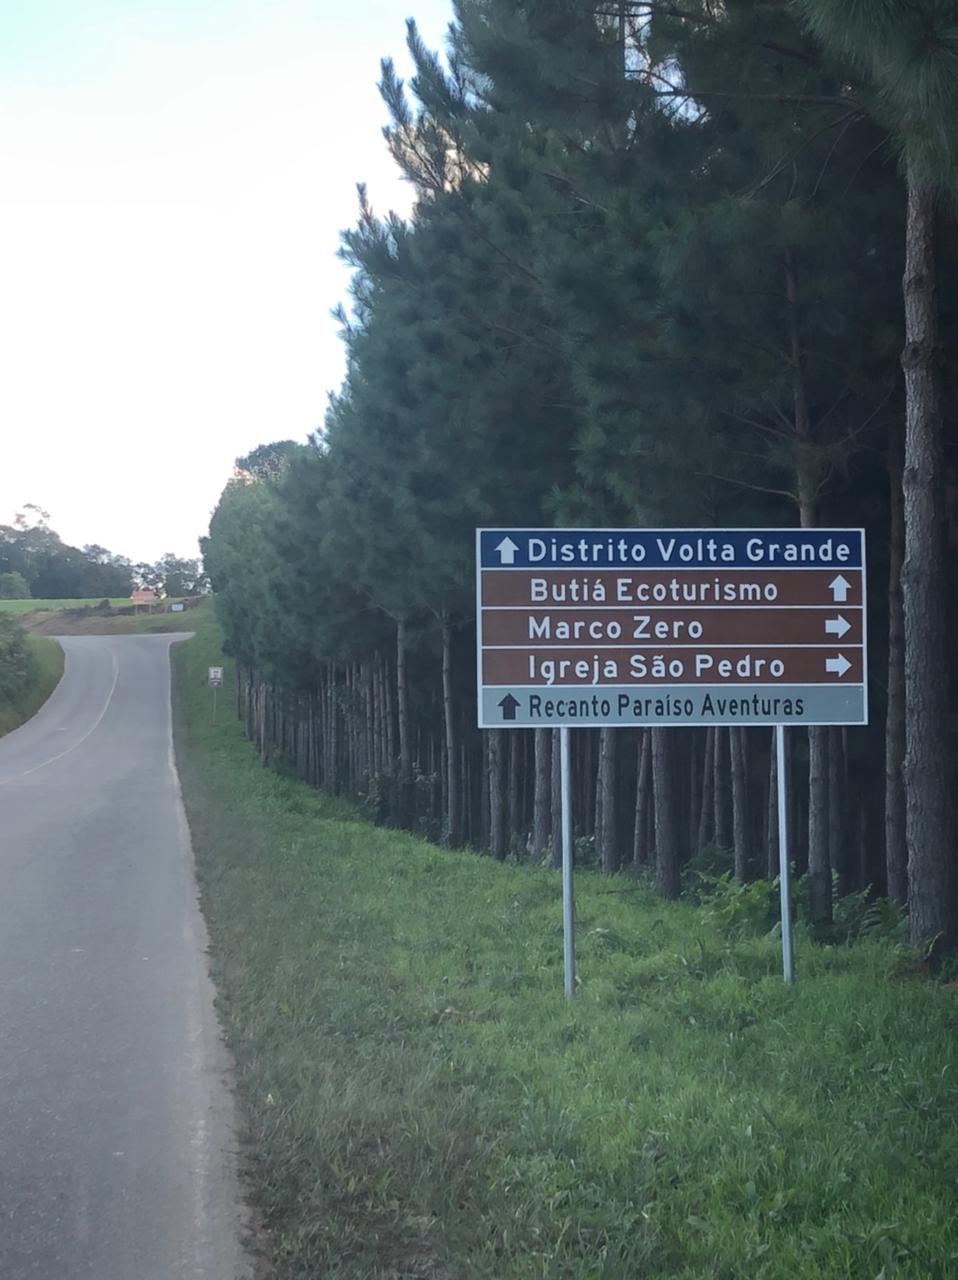 Distrito Volta Grande
Butiá Ecoturismo
Marco Zero
Igreja São Pedro
Recanto Paraíso Aventuras